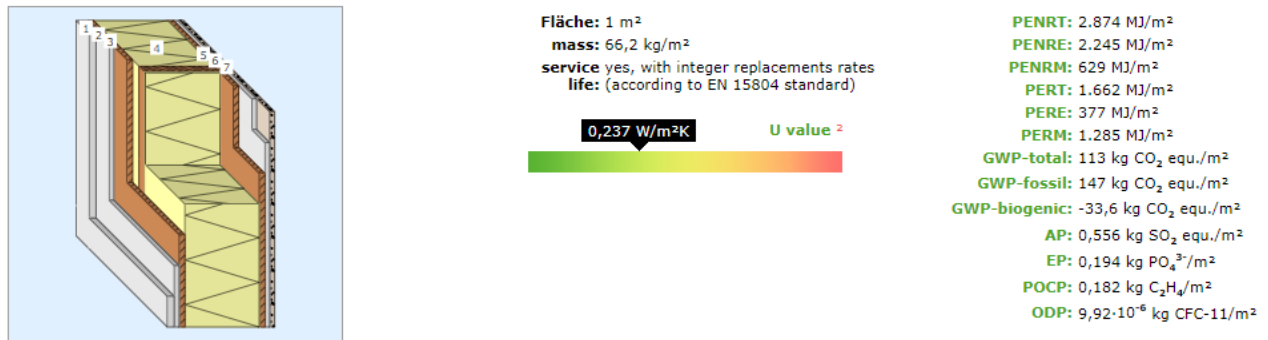 1
2
3
4
5
6
7
Fläche: 1 m²
mass: 66,2 kg/m²
service yes, with integer replacements rates
life: (according to EN 15804 standard)
0,237 W/m²K
U value ²
PENRT: 2.874 MJ/m²
PENRE: 2.245 MJ/m²
PENRM: 629 MJ/m²
PERT: 1.662 MJ/m²
PERE: 377 MJ/m²
PERM: 1.285 MJ/m²
GWP-total: 113 kg CO₂ equ./m²
GWP-fossil: 147 kg CO₂ equ./m²
GWP-biogenic: -33,6 kg CO₂ equ./m²
AP: 0,556 kg SO₂ equ./m²
EP: 0,194 kg PO₄³⁻/m²
POCP: 0,182 kg C₂H₄/m²
ODP: 9,92·10⁻⁶ kg CFC-11/m²